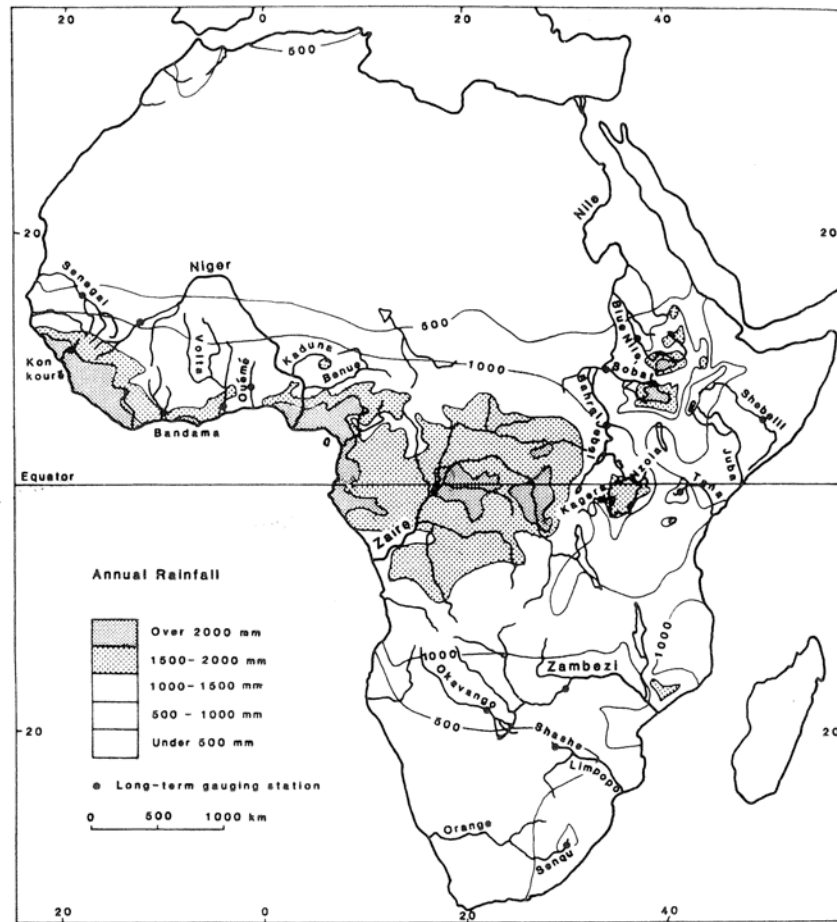 20 0 20 40
500
20 20
Nile
Senegal
Niger
500
Blue Nile
1000
Kon
kouré
Volta
Ouémé
Kaduna
Benue
Sobat
Bahr el Jebel
Shebelli
Juba
Bandama
Equator
Kagera
Nzoia
Tana
Zaire
Annual Rainfall
Over 2000 mm
1500-2000 mm
1000-1500 mm
500 - 1000 mm
Under 500 mm
Long-term gauging station
0 500 1000 km
1000
1000
Zambezi
Okavango
500
Shashe
Limpopo
20 20
Orange
Senqu
20 0 20 40